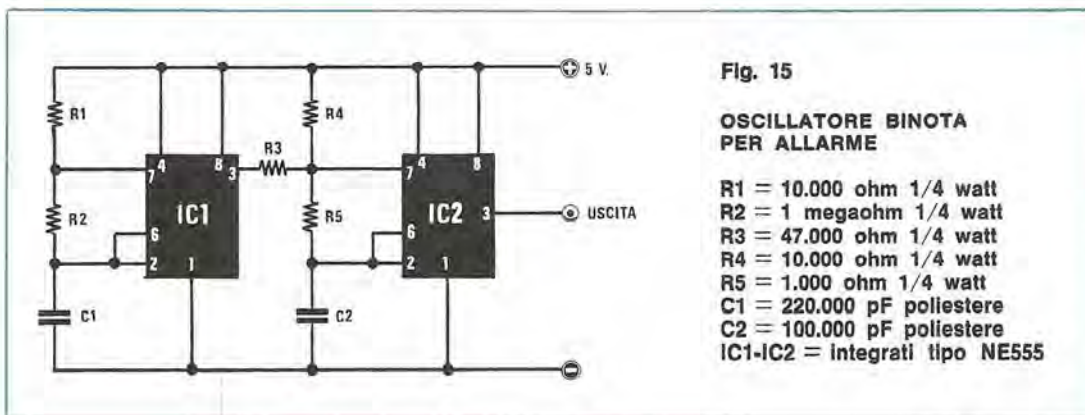 5 V.
R1
R4
4
8
3
R3
4
8
7
7
R2
IC1
R5
IC2
3
USCITA
6
6
2
1
2
1
C1
C2
Fig. 15
OSCILLATORE BINOTA
PER ALLARME
R1 = 10.000 ohm 1/4 watt
R2 = 1 megaohm 1/4 watt
R3 = 47.000 ohm 1/4 watt
R4 = 10.000 ohm 1/4 watt
R5 = 1.000 ohm 1/4 watt
C1 = 220.000 pF poliestere
C2 = 100.000 pF poliestere
IC1-IC2 = integrati tipo NE555